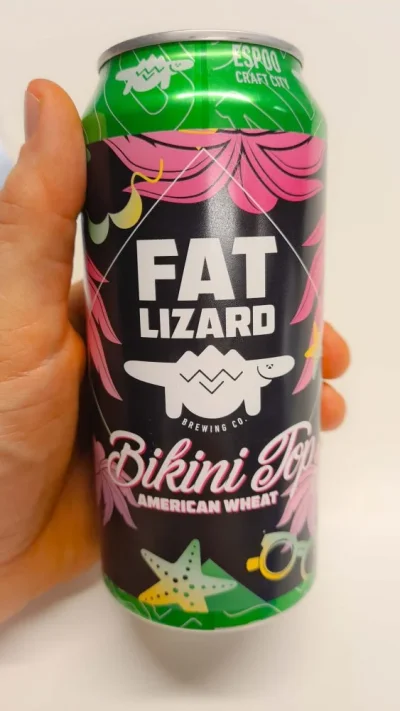 ESPOO
CRAFT CITY
FAT
LIZARD
BREWING CO.
Bikini Top
AMERICAN WHEAT